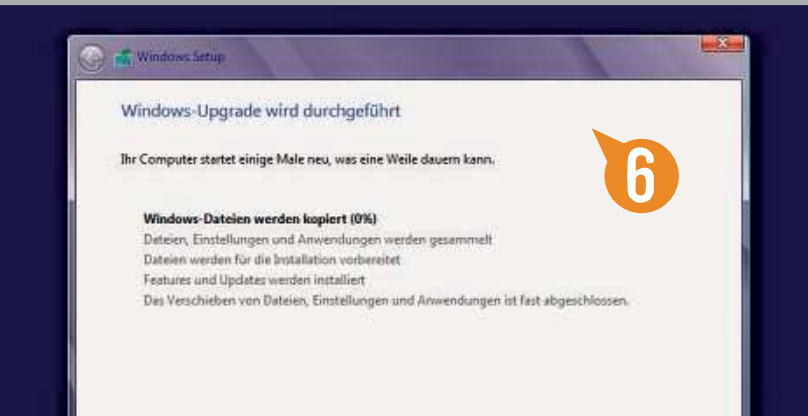 Windows Setup
Windows-Upgrade wird durchgeführt
Ihr Computer startet einige Male neu, was eine Weile dauern kann.
6
Windows-Dateien werden kopiert (0%)
Dateien, Einstellungen und Anwendungen werden gesammelt
Dateien werden für die Installation vorbereitet
Features und Updates werden installiert
Das Verschieben von Dateien, Einstellungen und Anwendungen ist fast abgeschlossen.